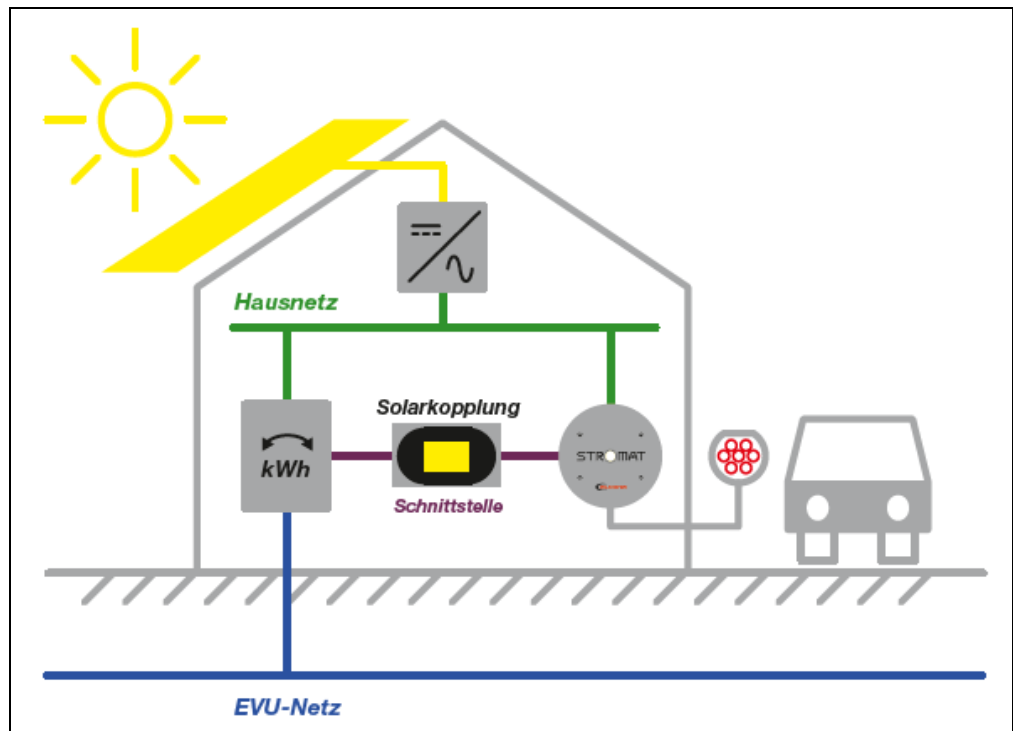 Hausnetz
Solarkopplung
kWh
STROMAT
Schnittstelle
EVU-Netz